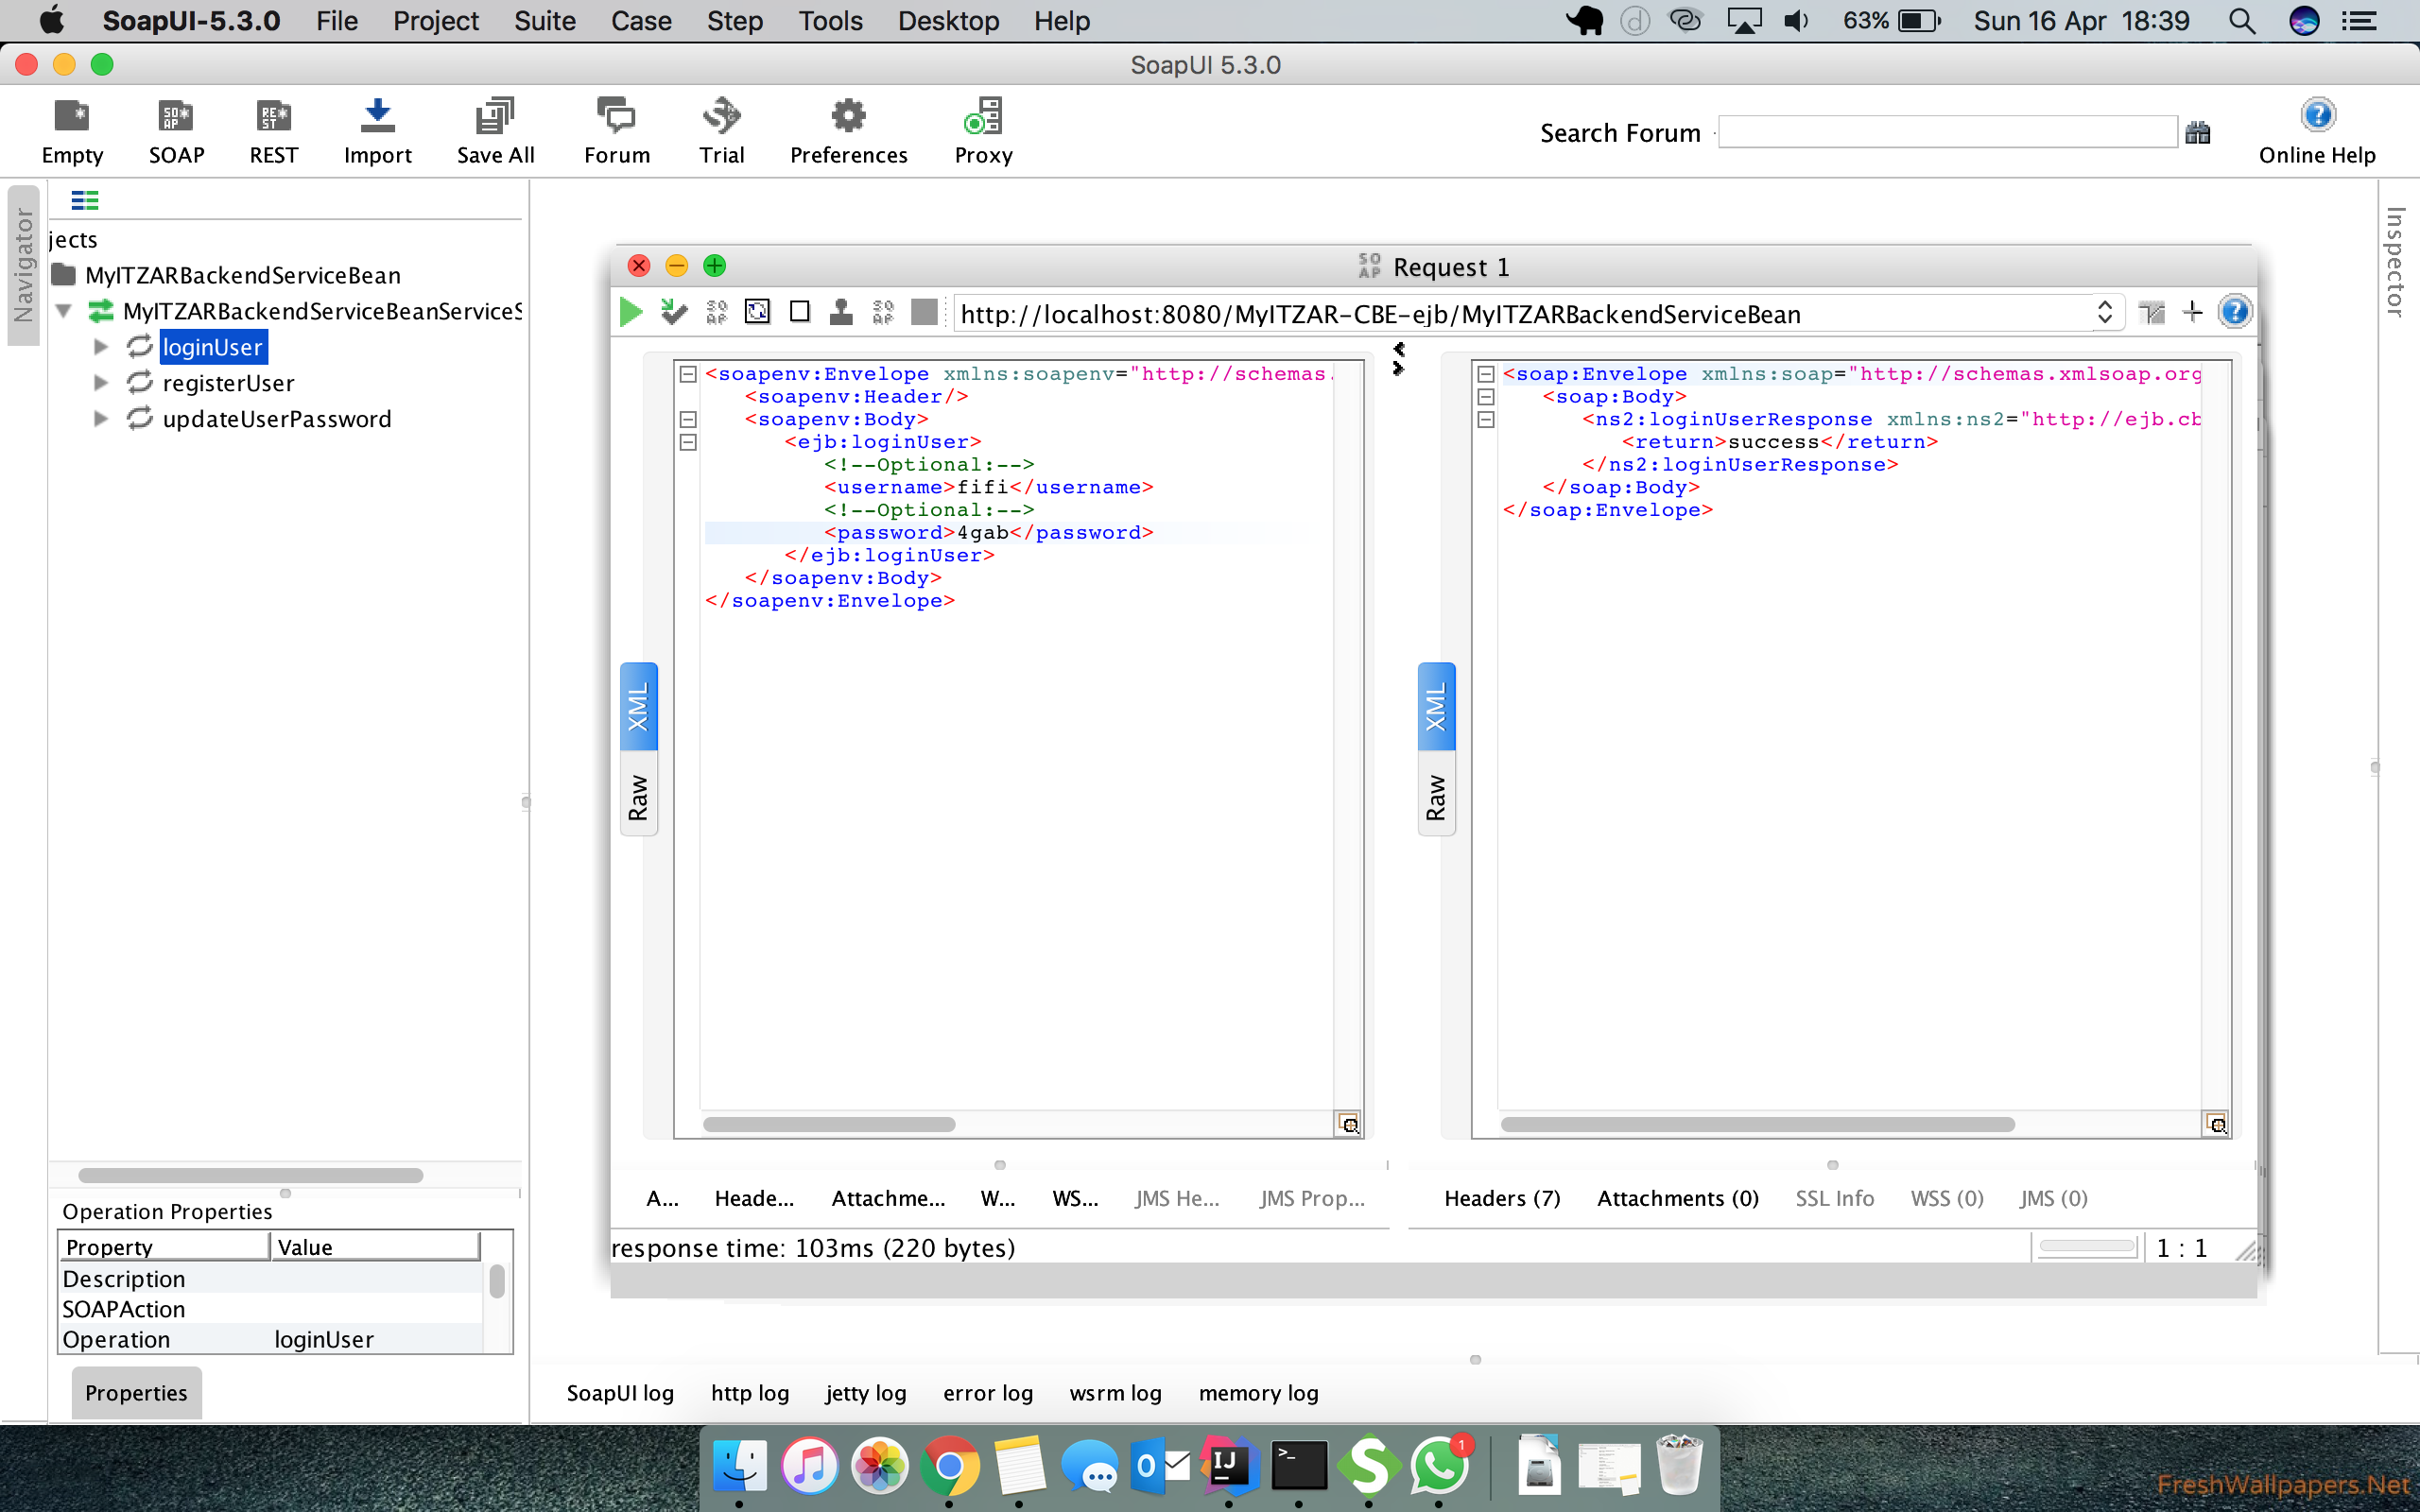 SoapUI-5.3.0 File Project Suite Case Step Tools Desktop Help 63% Sun 16 Apr 18:39
SoapUI 5.3.0
Empty SOAP REST Import Save All Forum Trial Preferences Proxy Search Forum Online Help
Navigator
Inspector
jects
MyITZARBackendServiceBean
MyITZARBackendServiceBeanServiceS
loginUser
registerUser
updateUserPassword
SO AP Request 1
http://localhost:8080/MyITZAR-CBE-ejb/MyITZARBackendServiceBean
<soapenv:Envelope xmlns:soapenv="http://schemas.
<soapenv:Header/>
<soapenv:Body>
<ejb:loginUser>
<!--Optional:-->
<username>fifi</username>
<!--Optional:-->
<password>4gab</password>
</ejb:loginUser>
</soapenv:Body>
</soapenv:Envelope>
XML
Raw
<soap:Envelope xmlns:soap="http://schemas.xmlsoap.org
<soap:Body>
<ns2:loginUserResponse xmlns:ns2="http://ejb.cb
<return>success</return>
</ns2:loginUserResponse>
</soap:Body>
</soap:Envelope>
XML
Raw
A... Heade... Attachme... W... WS... JMS He... JMS Prop...
Headers (7) Attachments (0) SSL Info WSS (0) JMS (0)
response time: 103ms (220 bytes)
1 : 1
Operation Properties
Property Value
Description
SOAPAction
Operation loginUser
Properties
SoapUI log http log jetty log error log wsrm log memory log
IJ
1
FreshWallpapers.Net